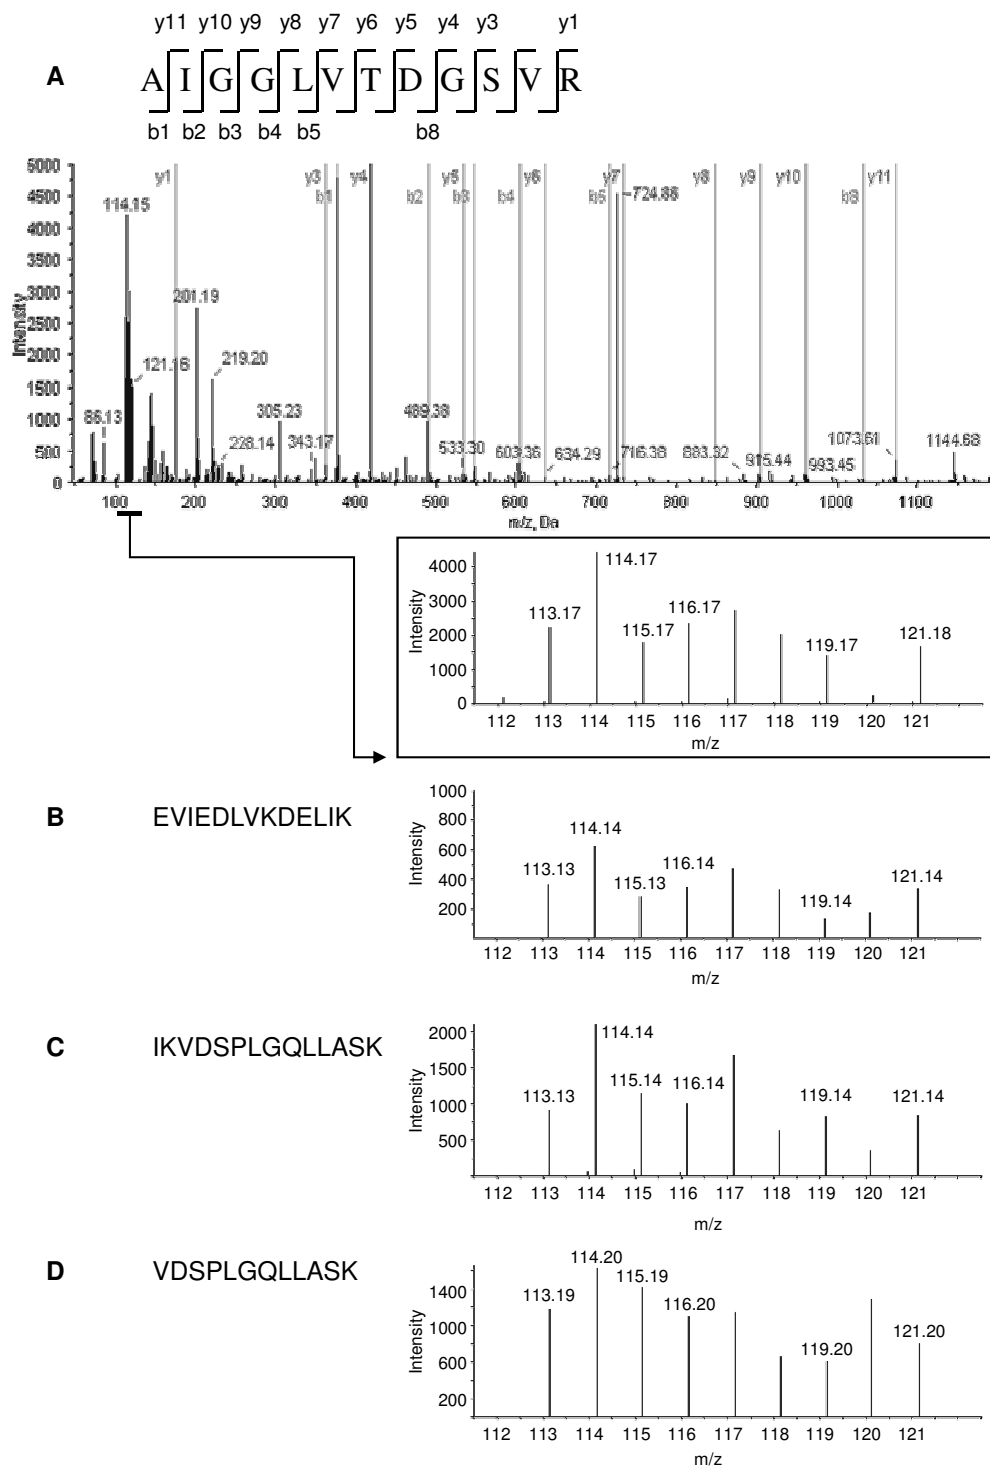 y11 y10 y9 y8 y7 y6 y5 y4 y3 y1
A
A I G G L V T D G S V R
b1 b2 b3 b4 b5 b8
5000
4500
4000
3500
3000
2500
2000
1500
1000
500
0
Intensity
y1 y3 y4 y5 y6 y7 y8 y9 y10 y11
b1 b2 b3 b4 b5 b8
114.15
724.88
201.19
121.18
219.20
88.13
228.14
305.23
343.17
489.38
533.30
603.36
634.29
716.38
883.32
915.44
993.45
1073.61
1144.68
100 200 300 400 500 600 700 800 900 1000 1100
m/z, Da
4000
3000
2000
1000
0
Intensity
113.17
114.17
115.17
116.17
119.17
121.18
112 113 114 115 116 117 118 119 120 121
m/z
B
EVIEDLVKDELIK
1000
800
600
400
200
Intensity
113.13
114.14
115.13
116.14
119.14
121.14
112 113 114 115 116 117 118 119 120 121
m/z
C
IKVDSPLGQLLASK
2000
1500
1000
500
Intensity
113.13
114.14
115.14
116.14
119.14
121.14
112 113 114 115 116 117 118 119 120 121
m/z
D
VDSPLGQLLASK
1400
1000
600
200
Intensity
113.19
114.20
115.19
116.20
119.20
121.20
112 113 114 115 116 117 118 119 120 121
m/z